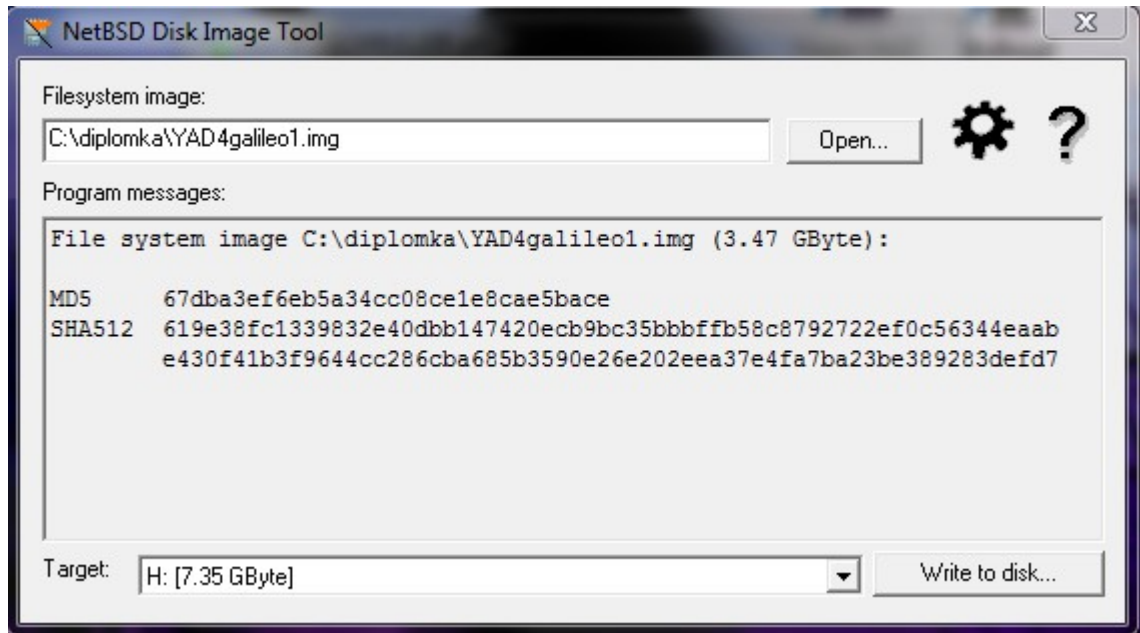 NetBSD Disk Image Tool
Filesystem image:
C:\diplomka\YAD4galileo1.img
Open...
?
Program messages:
File system image C:\diplomka\YAD4galileo1.img (3.47 GByte):
MD5 67dba3ef6eb5a34cc08ce1e8cae5bace
SHA512 619e38fc1339832e40dbb147420ecb9bc35bbbffb58c8792722ef0c56344eaab
e430f41b3f9644cc286cba685b3590e26e202eea37e4fa7ba23be389283defd7
Target:
H: [7.35 GByte]
Write to disk...